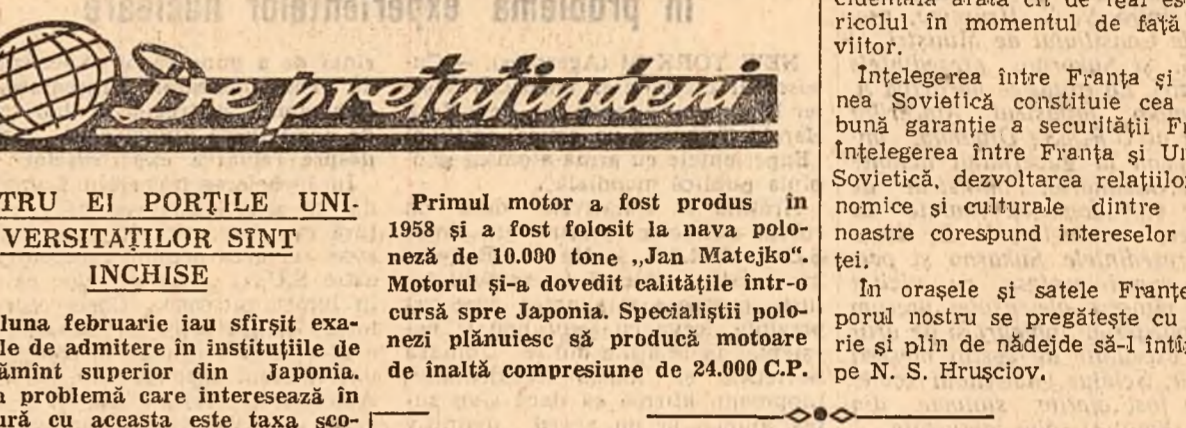 De pretutindeni
TRU EI PORȚILE UNI-
VERSITAȚILOR SÎNT
INCHISE
luna februarie iau sfîrșit exa-
le de admitere în instituțiile de
ămînt superior din Japonia.
problemă care interesează în
ură cu aceasta este taxa șco-
Primul motor a fost produs în
1958 și a fost folosit la nava polo-
neză de 10.000 tone „Jan Matejko“.
Motorul și-a dovedit calitățile într-o
cursă spre Japonia. Specialiștii polo-
nezi plănuiesc să producă motoare
de înaltă compresiune de 24.000 C.P.
ricolul în momentul de față
viitor.
Înțelegerea între Franța și
nea Sovietică constituie cea
bună garanție a securității Fr
Înțelegerea între Franța și Un
Sovietică, dezvoltarea relațiilo
nomice și culturale dintre
noastre corespund intereselor
ței.
In orașele și satele Franțe
porul nostru se pregătește cu
rie și plin de nădejde să-l întî
pe N. S. Hrușciov.